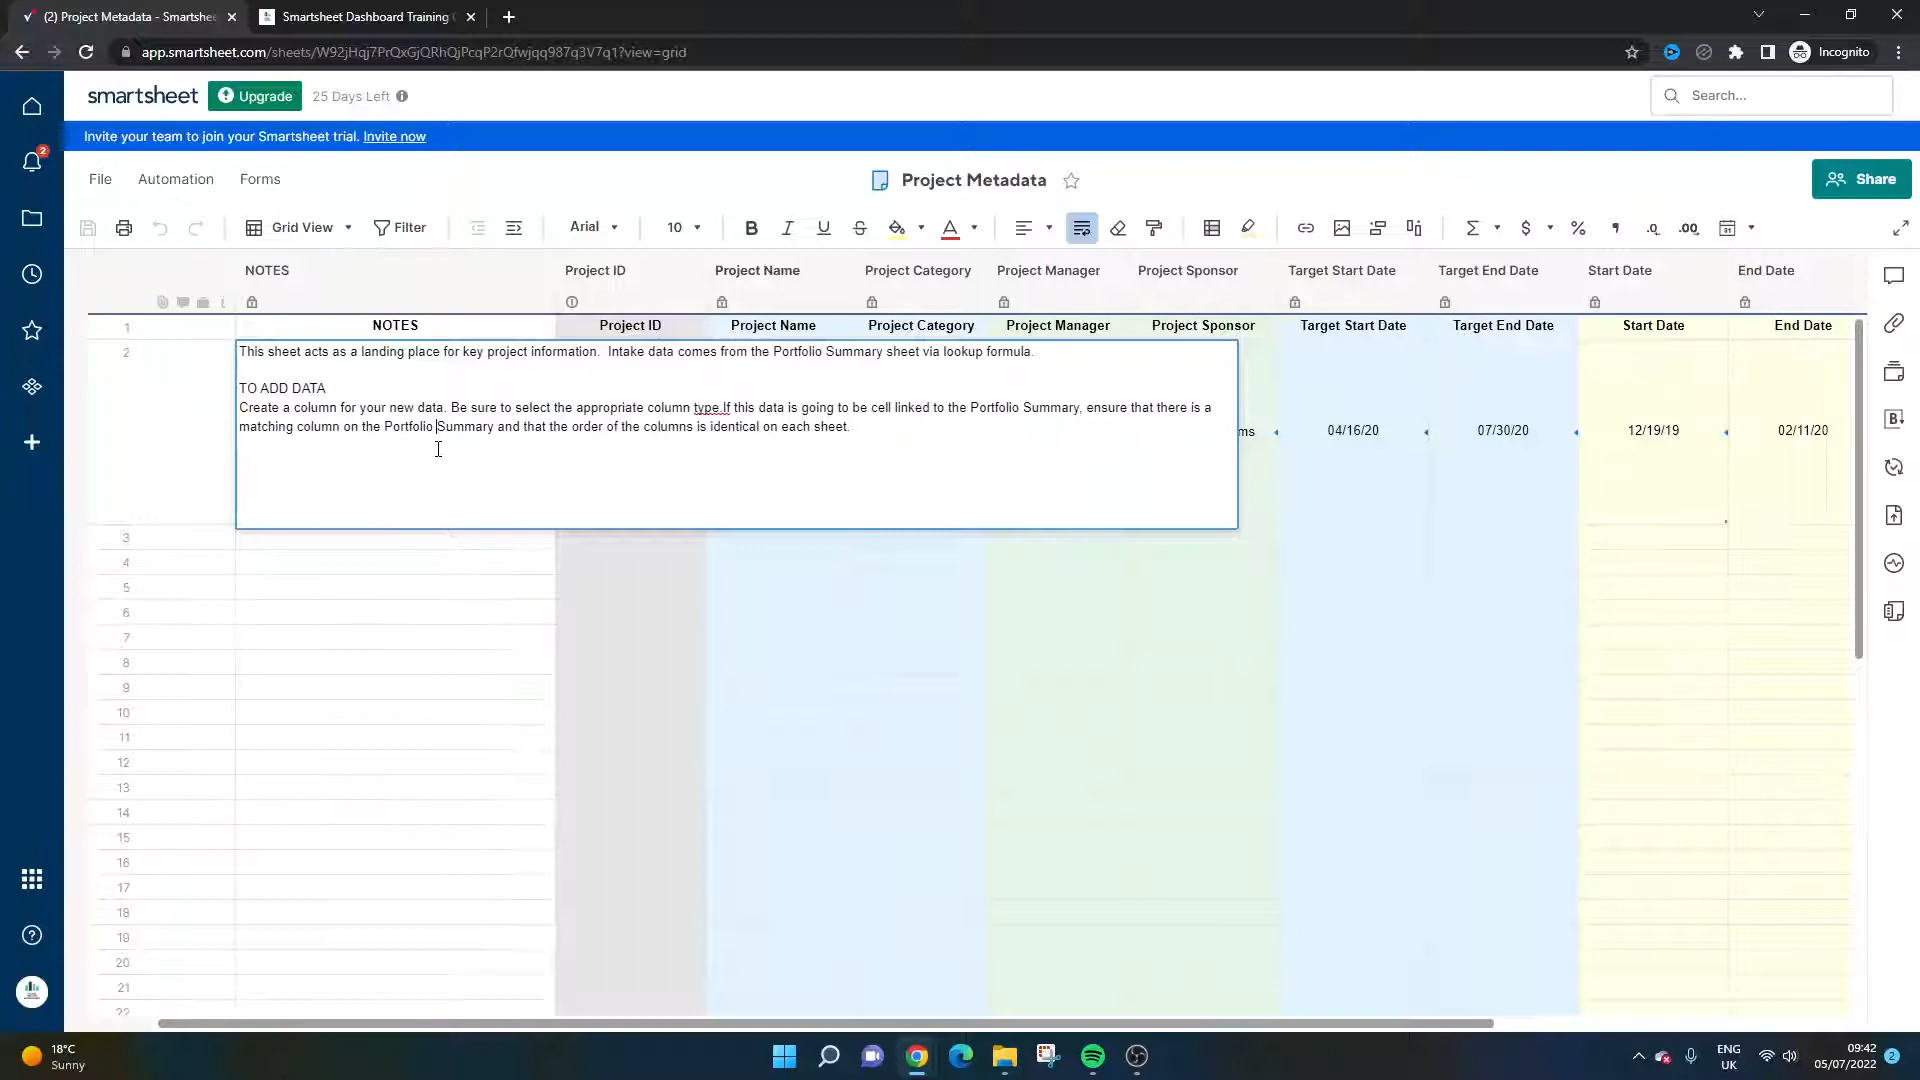 (2) Project Metadata - Smartshee
Smartsheet Dashboard Training
app.smartsheet.com/sheets/W92jHqj7PrQxGjQRhQjPcqP2rQfwjqq987q3V7q1?view=grid
Incognito
smartsheet
Upgrade
25 Days Left
Search...
Invite your team to join your Smartsheet trial. Invite now
File
Automation
Forms
Project Metadata
Share
Grid View
Filter
Arial
10
NOTES
Project ID
Project Name
Project Category
Project Manager
Project Sponsor
Target Start Date
Target End Date
Start Date
End Date
1
NOTES
Project ID
Project Name
Project Category
Project Manager
Project Sponsor
Target Start Date
Target End Date
Start Date
End Date
2
This sheet acts as a landing place for key project information.  Intake data comes from the Portfolio Summary sheet via lookup formula.
TO ADD DATA
Create a column for your new data. Be sure to select the appropriate column type.If this data is going to be cell linked to the Portfolio Summary, ensure that there is a
matching column on the Portfolio Summary and that the order of the columns is identical on each sheet.
ms
04/16/20
07/30/20
12/19/19
02/11/20
3
4
5
6
7
8
9
10
11
12
13
14
15
16
17
18
19
20
21
22
18°C
Sunny
ENG
UK
09:42
05/07/2022
2